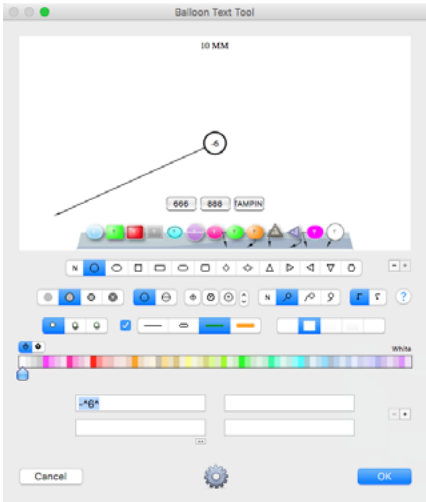 Balloon Text Tool
10 MM
-6
666 888 TAMPIN
N
N
?
White
-^6^
Cancel OK